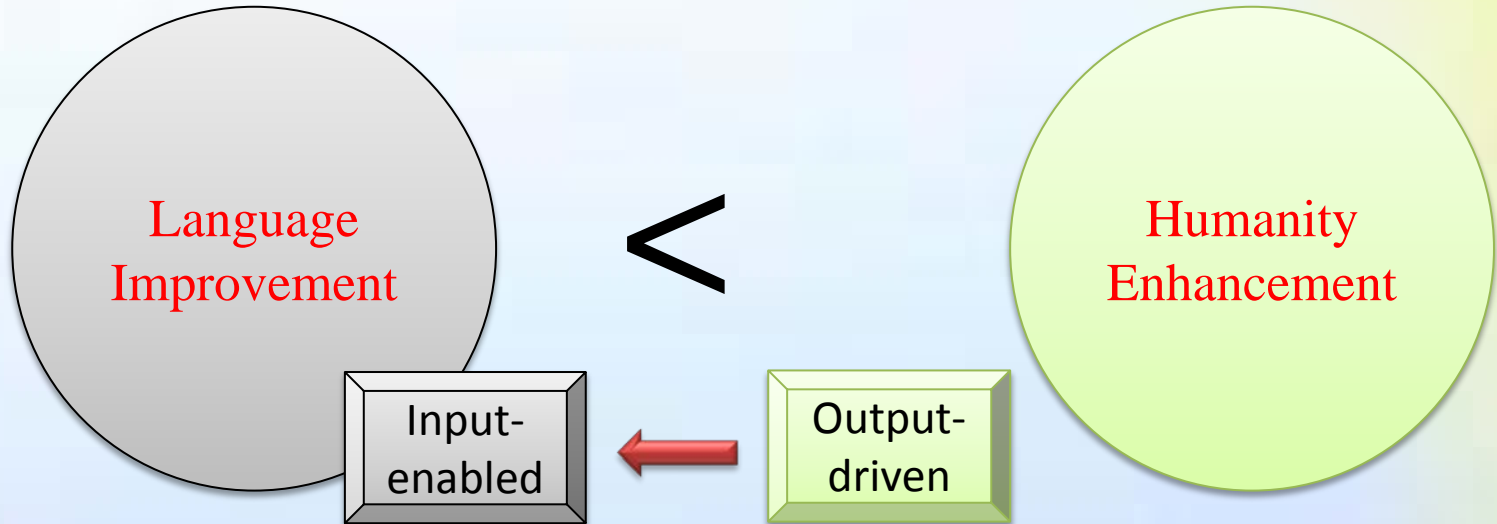 Language
Improvement
<
Humanity
Enhancement
Input-
enabled
Output-
driven